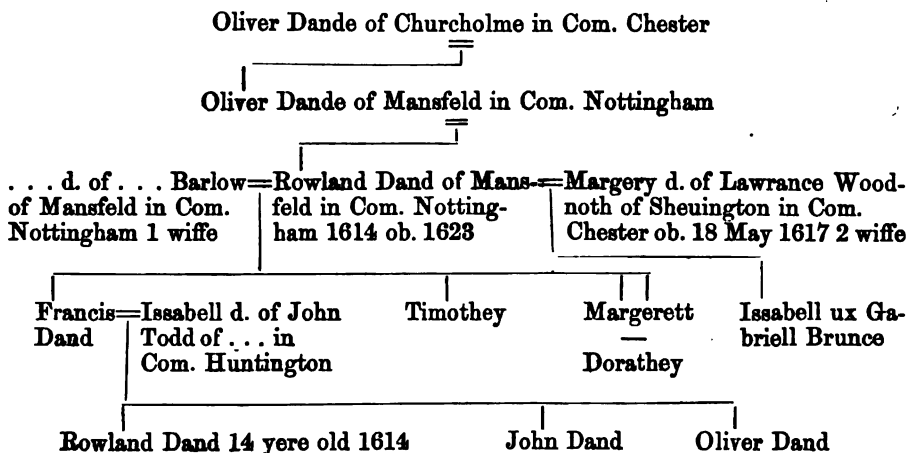 Oliver Dande of Churcholme in Com. Chester
Oliver Dande of Mansfeld in Com. Nottingham
. . . d. of . . . Barlow=Rowland Dand of Mans-=Margery d. of Lawrance Wood-
of Mansfeld in Com. feld in Com. Notting- noth of Sheuington in Com.
Nottingham 1 wiffe ham 1614 ob. 1623 Chester ob. 18 May 1617 2 wiffe
Francis=Issabell d. of John Timothey Margerett Issabell ux Ga-
Dand Todd of . . . in — briell Brunce
Com. Huntington Dorathey
Rowland Dand 14 yere old 1614 John Dand Oliver Dand